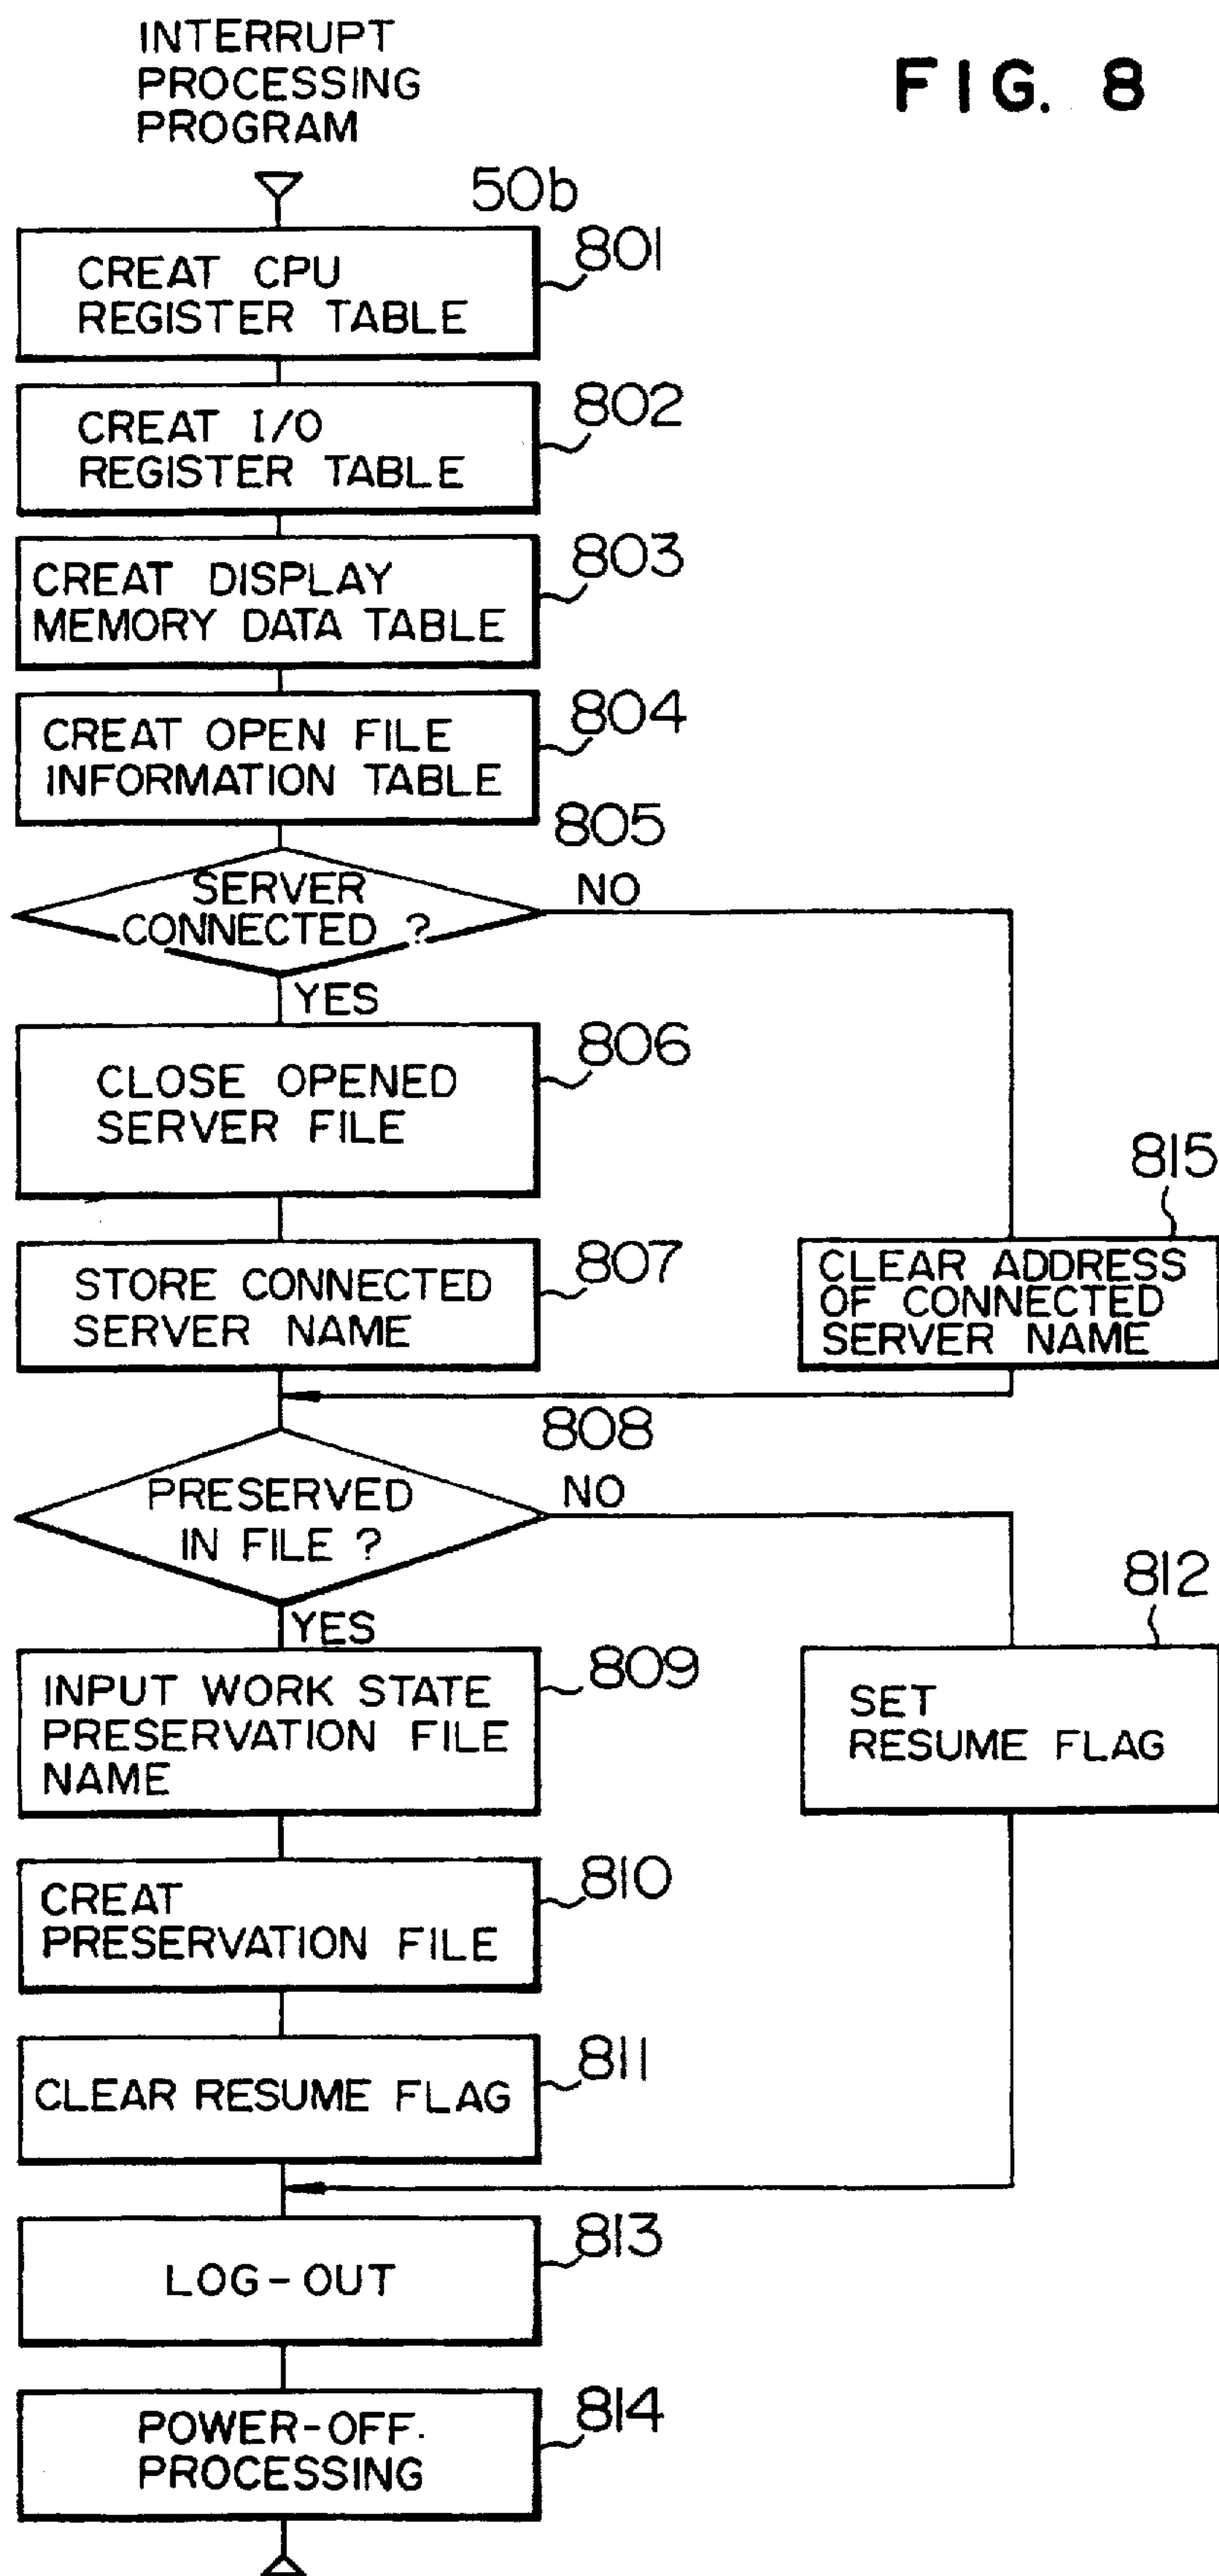 INTERRUPT
PROCESSING
PROGRAM
FIG. 8
50b
CREAT CPU
REGISTER TABLE
801
CREAT I/O
REGISTER TABLE
802
CREAT DISPLAY
MEMORY DATA TABLE
803
CREAT OPEN FILE
INFORMATION TABLE
804
805
SERVER
CONNECTED ?
NO
YES
CLOSE OPENED
SERVER FILE
806
STORE CONNECTED
SERVER NAME
807
815
CLEAR ADDRESS
OF CONNECTED
SERVER NAME
808
PRESERVED
IN FILE ?
NO
YES
INPUT WORK STATE
PRESERVATION FILE
NAME
809
812
SET
RESUME FLAG
CREAT
PRESERVATION FILE
810
CLEAR RESUME FLAG
811
LOG-OUT
813
POWER-OFF
PROCESSING
814